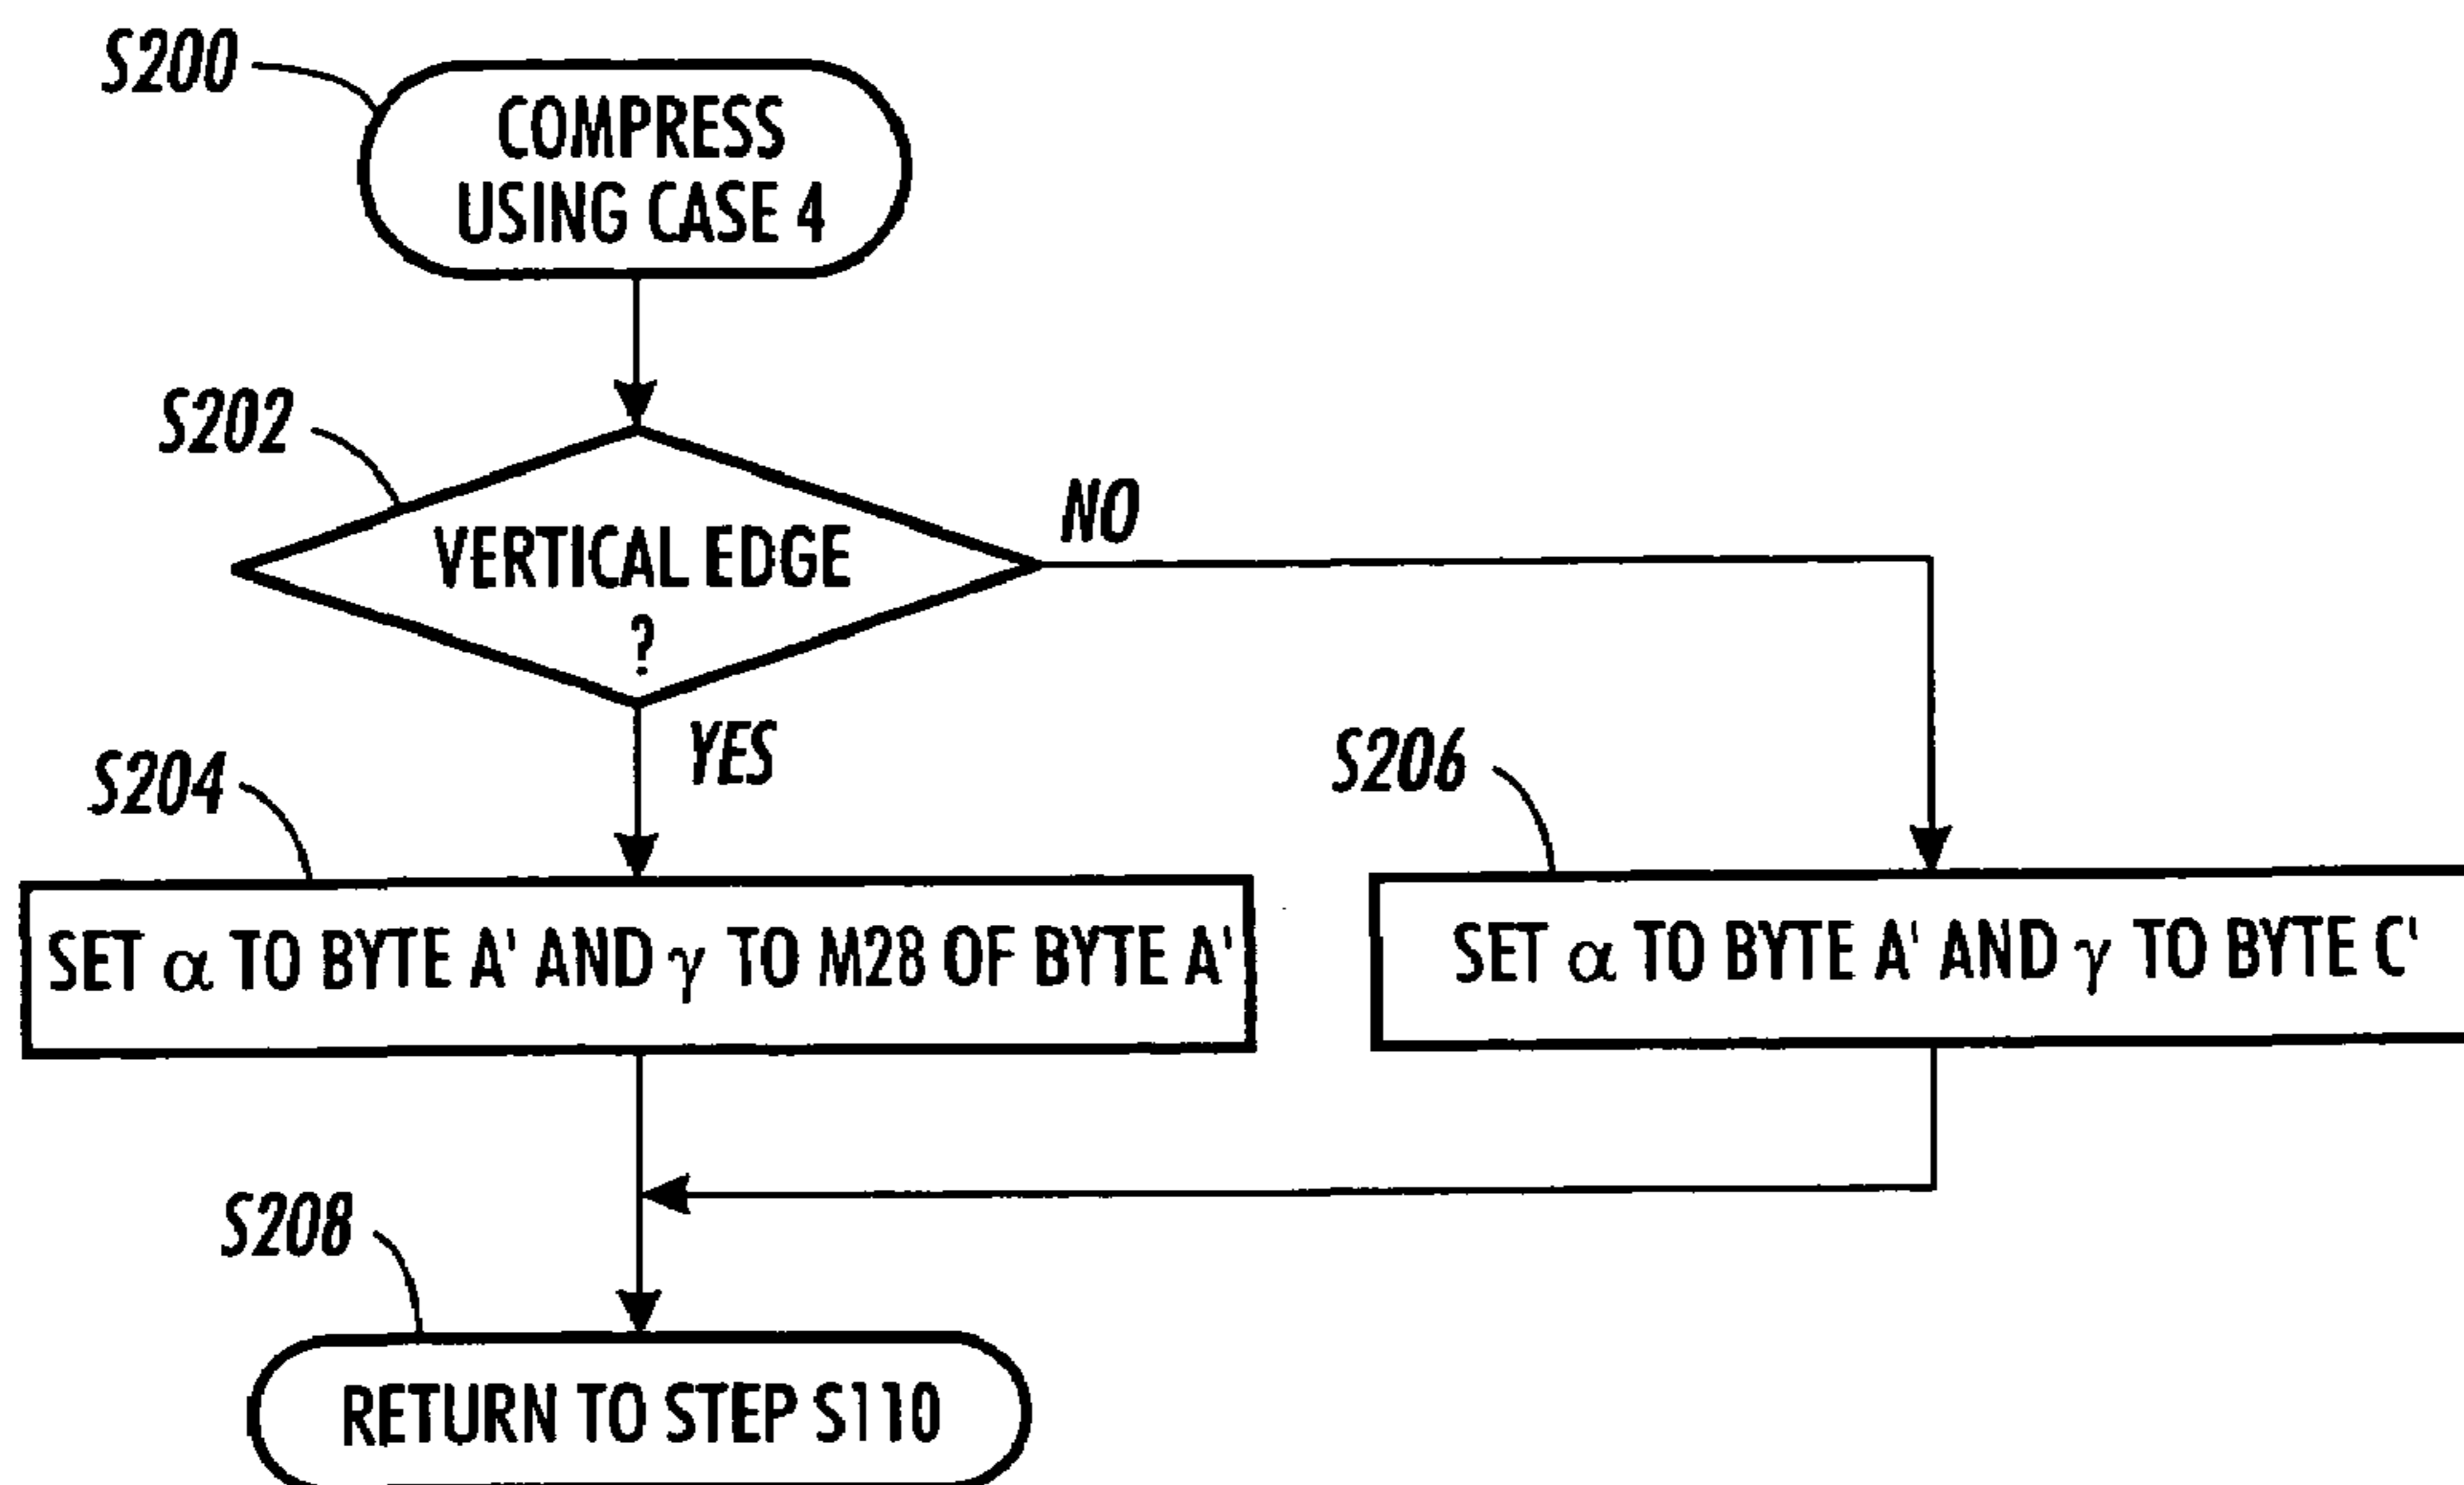 S200
COMPRESS
USING CASE 4
S202
VERTICAL EDGE
?
NO
YES
S204
SET α TO BYTE A' AND γ TO M28 OF BYTE A'
S206
SET α TO BYTE A' AND γ TO BYTE C'
S208
RETURN TO STEP S110